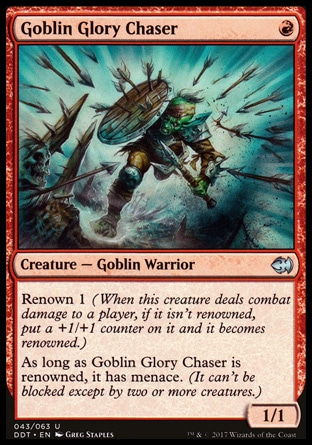 Goblin Glory Chaser
Creature — Goblin Warrior
Renown 1 (When this creature deals combat
damage to a player, if it isn't renowned,
put a +1/+1 counter on it and it becomes
renowned.)
As long as Goblin Glory Chaser is
renowned, it has menace. (It can't be
blocked except by two or more creatures.)
1/1
043/063 U
DDT • EN Greg Staples
™ & © 2017 Wizards of the Coast